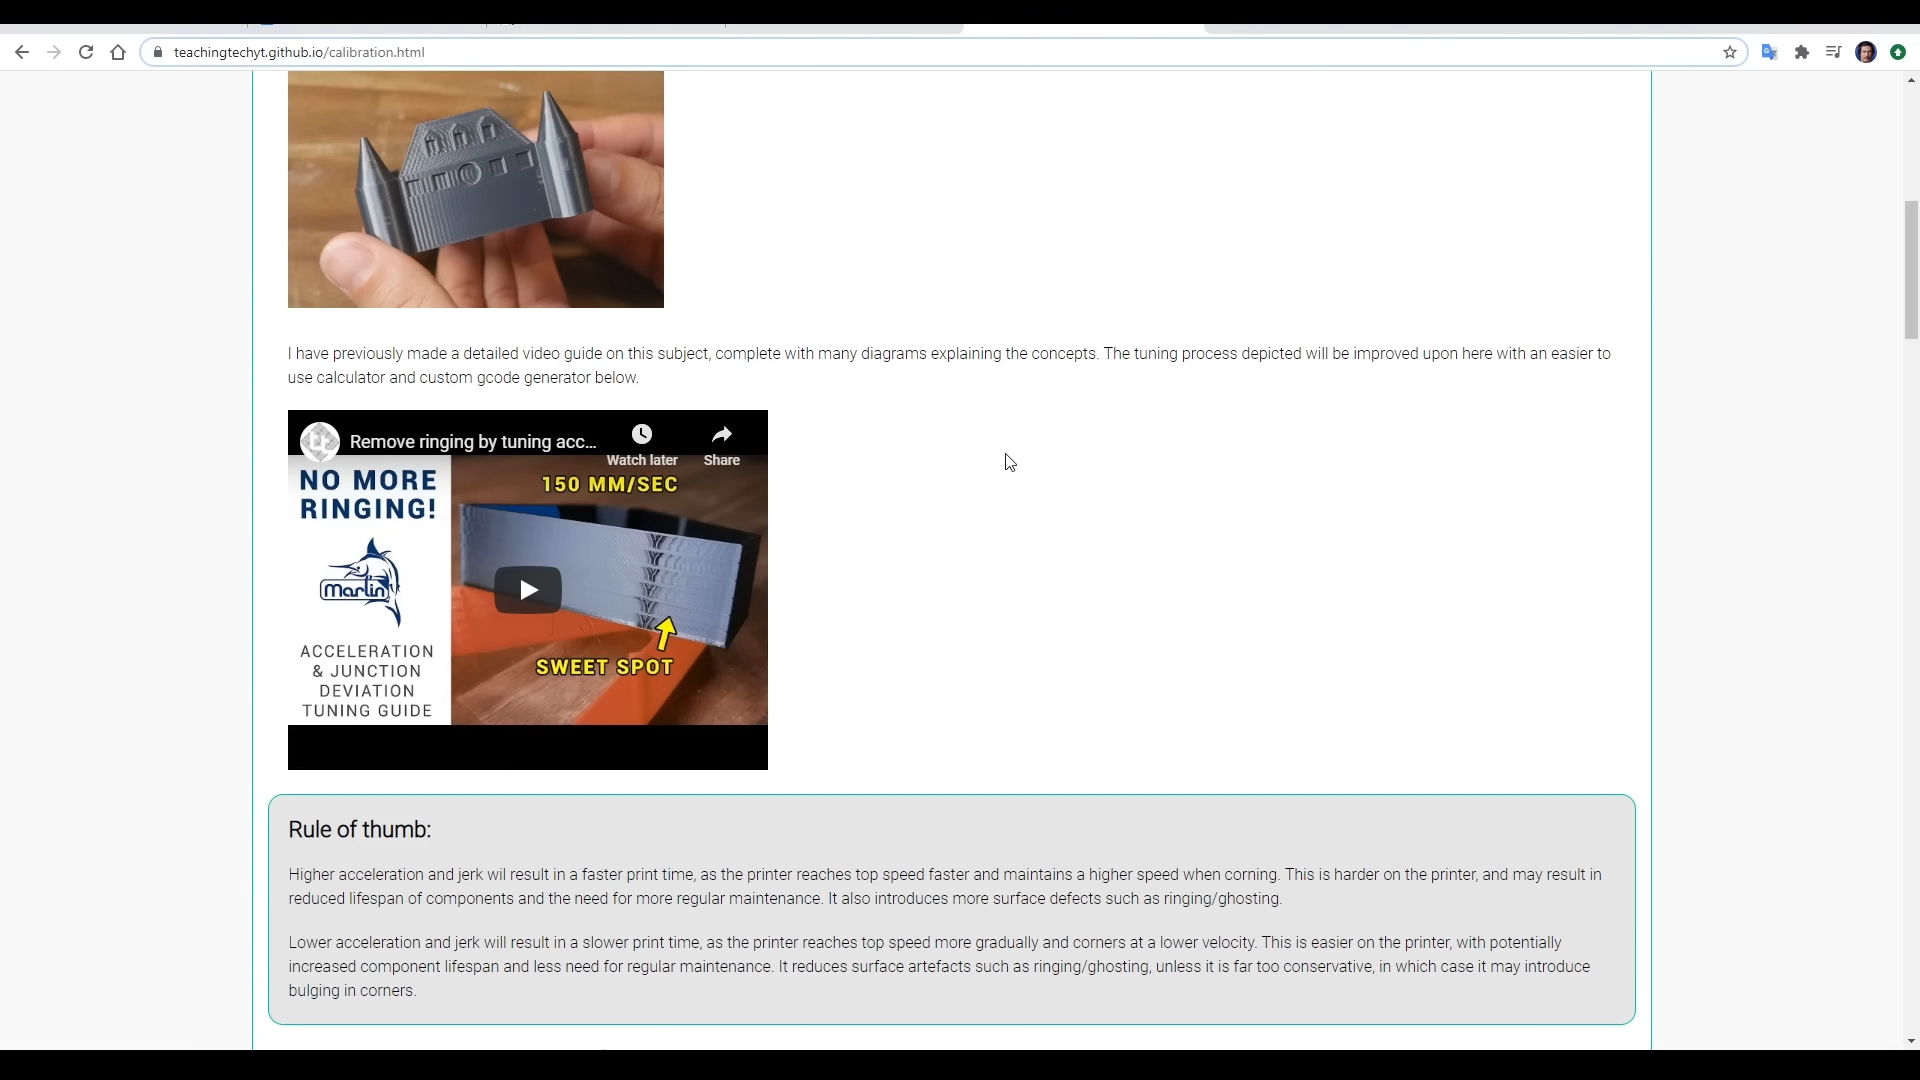 teachingtechyt.github.io/calibration.html
I have previously made a detailed video guide on this subject, complete with many diagrams explaining the concepts. The tuning process depicted will be improved upon here with an easier to
use calculator and custom gcode generator below.
Remove ringing by tuning acc...
Watch later
Share
NO MORE
RINGING!
Marlin
ACCELERATION
& JUNCTION
DEVIATION
TUNING GUIDE
150 MM/SEC
SWEET SPOT
Rule of thumb:
Higher acceleration and jerk wil result in a faster print time, as the printer reaches top speed faster and maintains a higher speed when corning. This is harder on the printer, and may result in
reduced lifespan of components and the need for more regular maintenance. It also introduces more surface defects such as ringing/ghosting.
Lower acceleration and jerk will result in a slower print time, as the printer reaches top speed more gradually and corners at a lower velocity. This is easier on the printer, with potentially
increased component lifespan and less need for regular maintenance. It reduces surface artefacts such as ringing/ghosting, unless it is far too conservative, in which case it may introduce
bulging in corners.